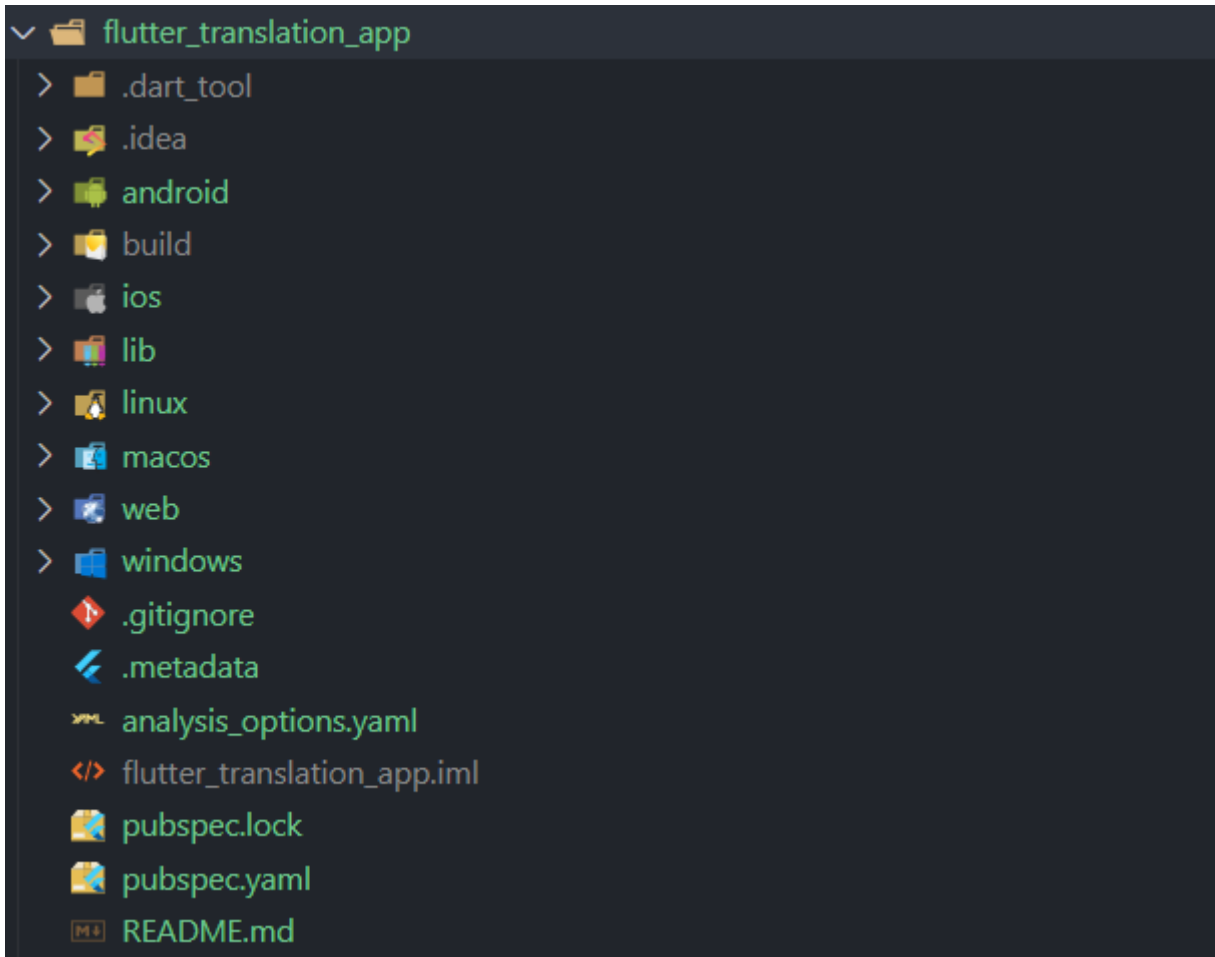 flutter_translation_app
.dart_tool
.idea
android
build
ios
lib
linux
macos
web
windows
.gitignore
.metadata
analysis_options.yaml
flutter_translation_app.iml
pubspec.lock
pubspec.yaml
README.md